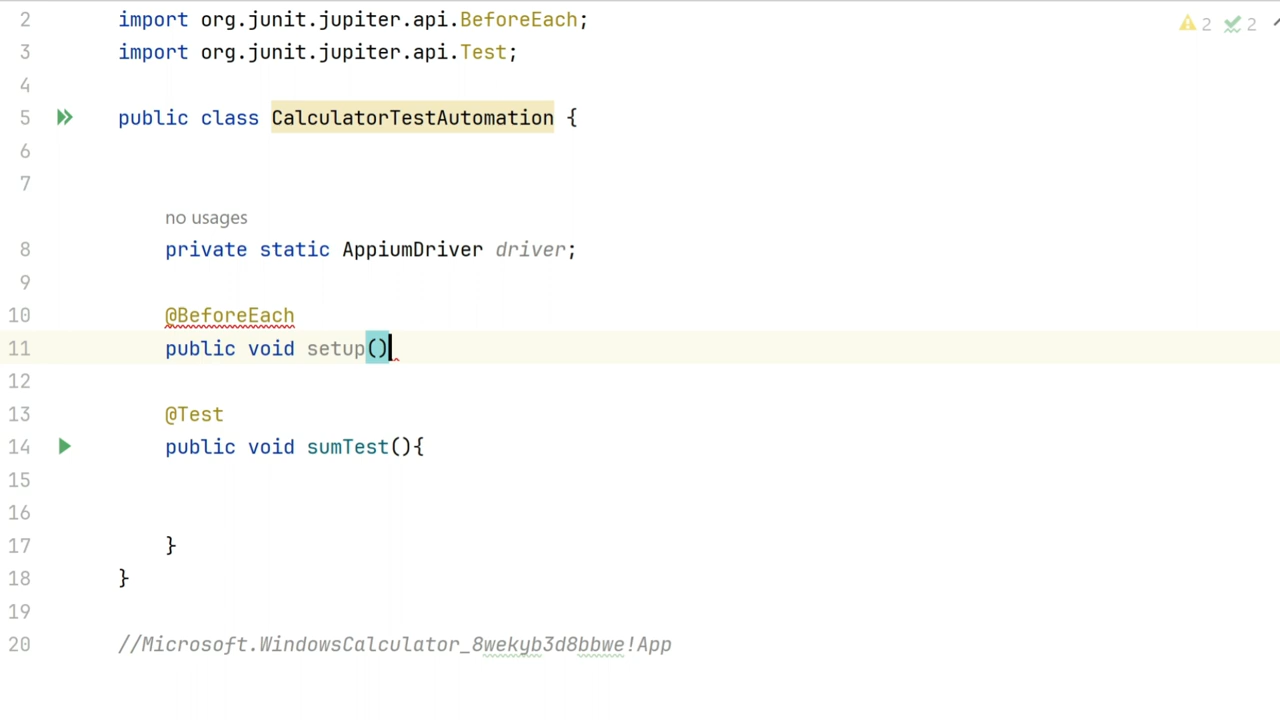 2 import org.junit.jupiter.api.BeforeEach;
3 import org.junit.jupiter.api.Test;
4
5 public class CalculatorTestAutomation {
6
7
no usages
8 private static AppiumDriver driver;
9
10 @BeforeEach
11 public void setup()
12
13 @Test
14 public void sumTest(){
15
16
17 }
18 }
19
20 //Microsoft.WindowsCalculator_8wekyb3d8bbwe!App
2 2